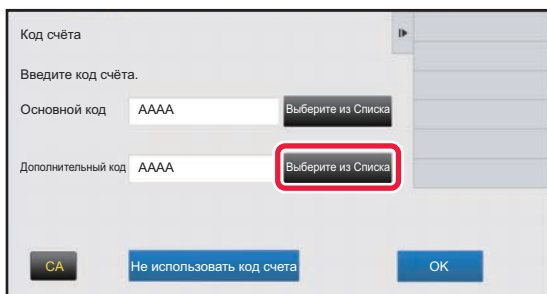 Код счёта
Введите код счёта.
Основной код AAAA Выберите из Списка
Дополнительный код AAAA Выберите из Списка
CA Не использовать код счета OK